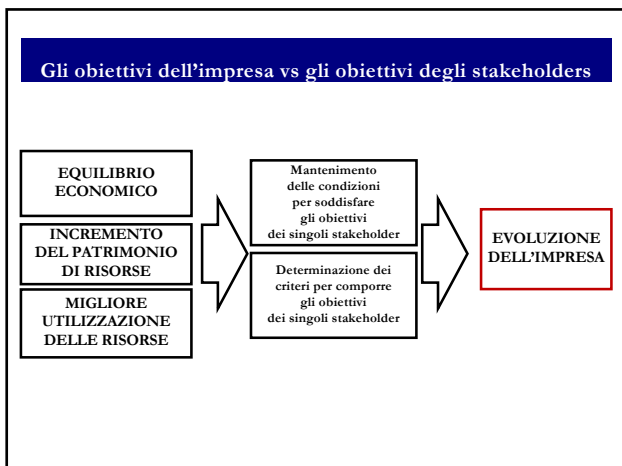 Gli obiettivi dell'impresa vs gli obiettivi degli stakeholders
EQUILIBRIO
ECONOMICO
INCREMENTO
DEL PATRIMONIO
DI RISORSE
MIGLIORE
UTILIZZAZIONE
DELLE RISORSE
Mantenimento
delle condizioni
per soddisfare
gli obiettivi
dei singoli stakeholder
Determinazione dei
criteri per comporre
gli obiettivi
dei singoli stakeholder
EVOLUZIONE
DELL'IMPRESA